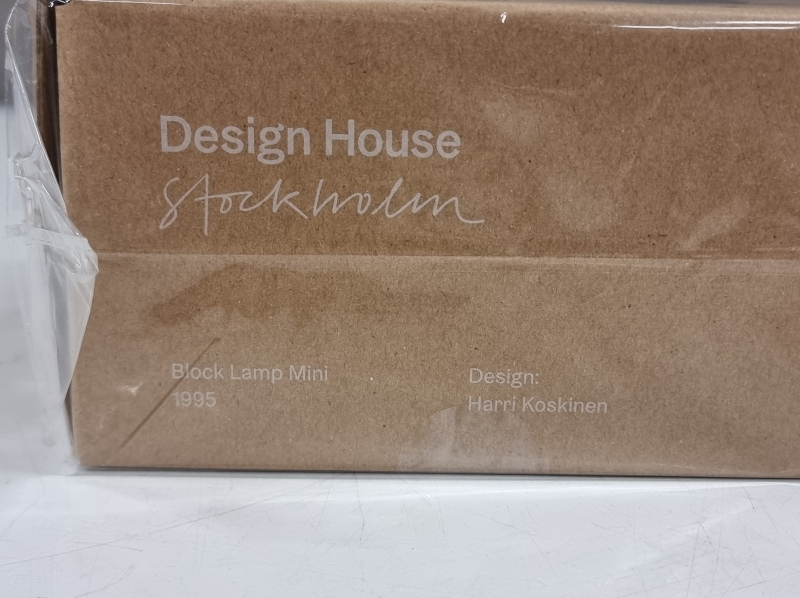 Design House
Stockholm
Block Lamp Mini
1995
Design:
Harri Koskinen